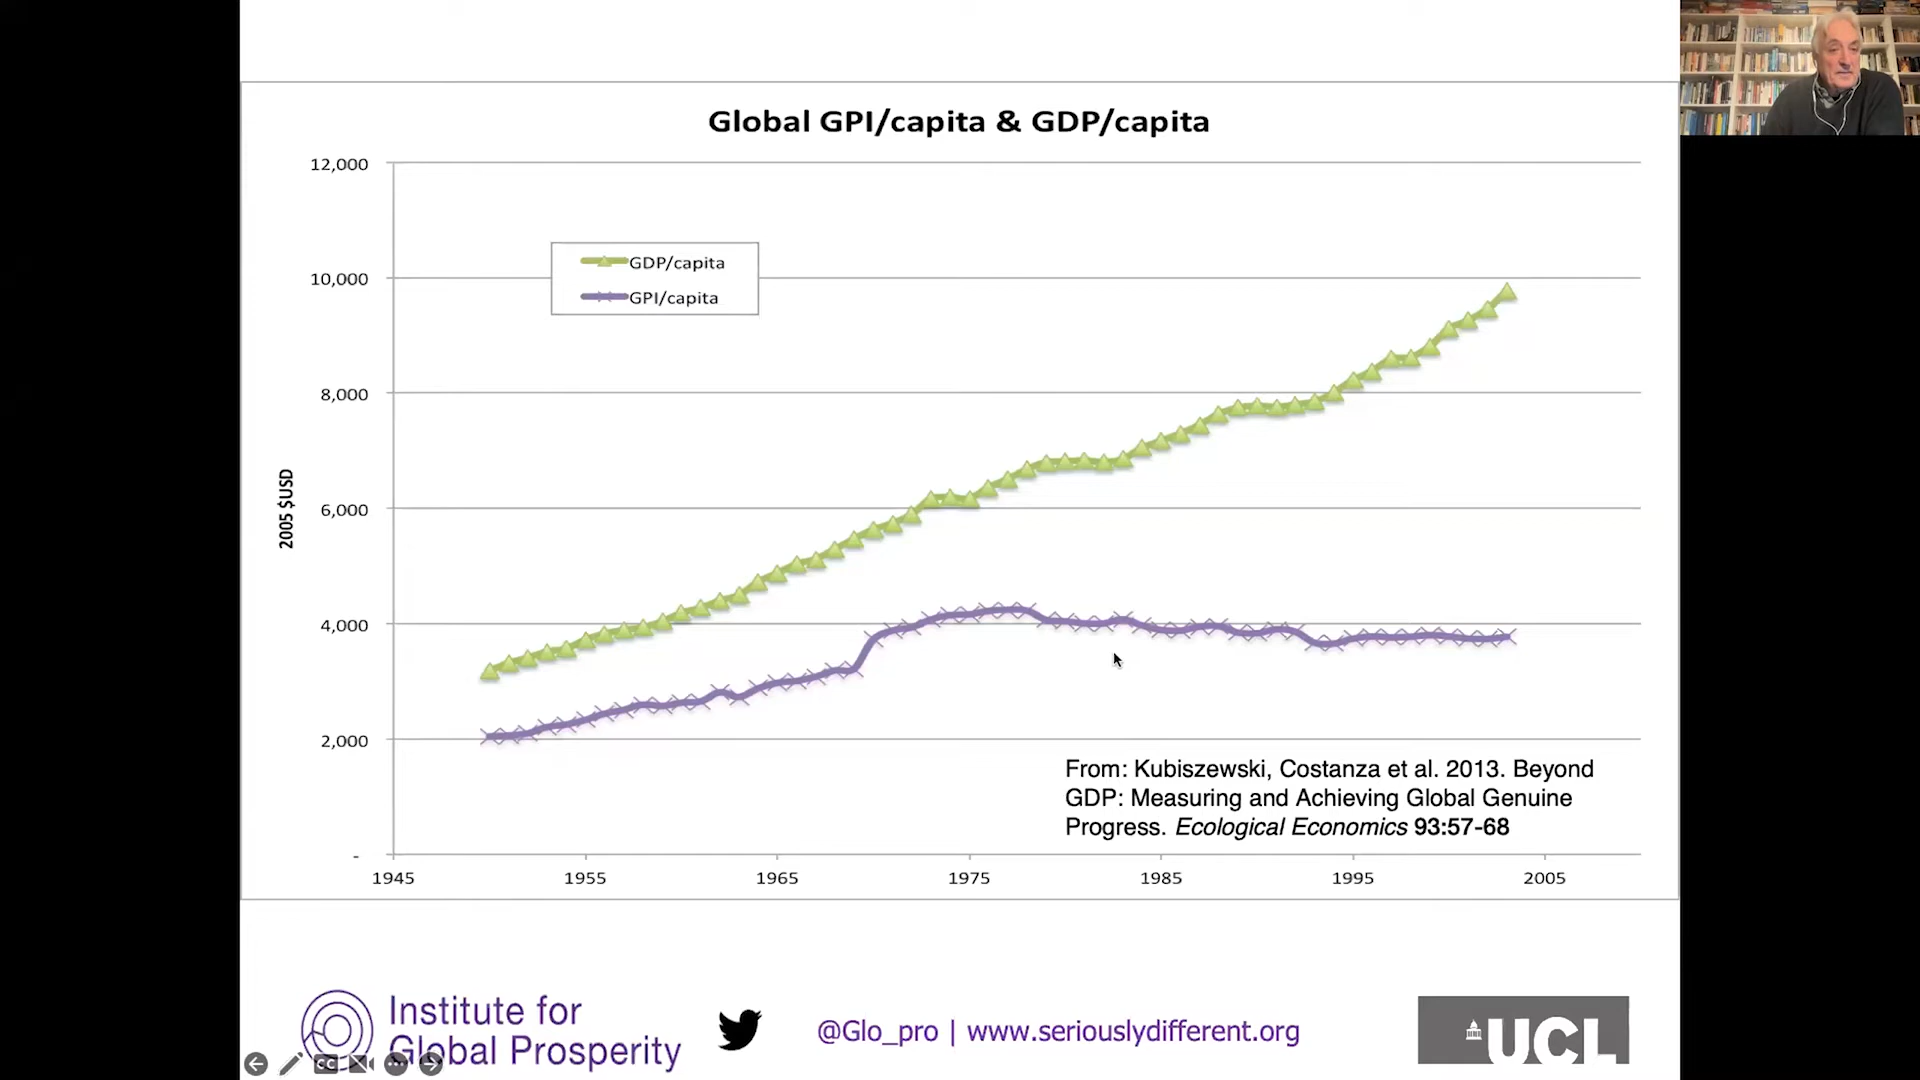 Global GPI/capita & GDP/capita
12,000
10,000
8,000
6,000
4,000
2,000
-
2005 $USD
GDP/capita
GPI/capita
1945
1955
1965
1975
1985
1995
2005
From: Kubiszewski, Costanza et al. 2013. Beyond
GDP: Measuring and Achieving Global Genuine
Progress. Ecological Economics 93:57-68
Institute for
Global Prosperity
@Glo_pro | www.seriouslydifferent.org
UCL
CC